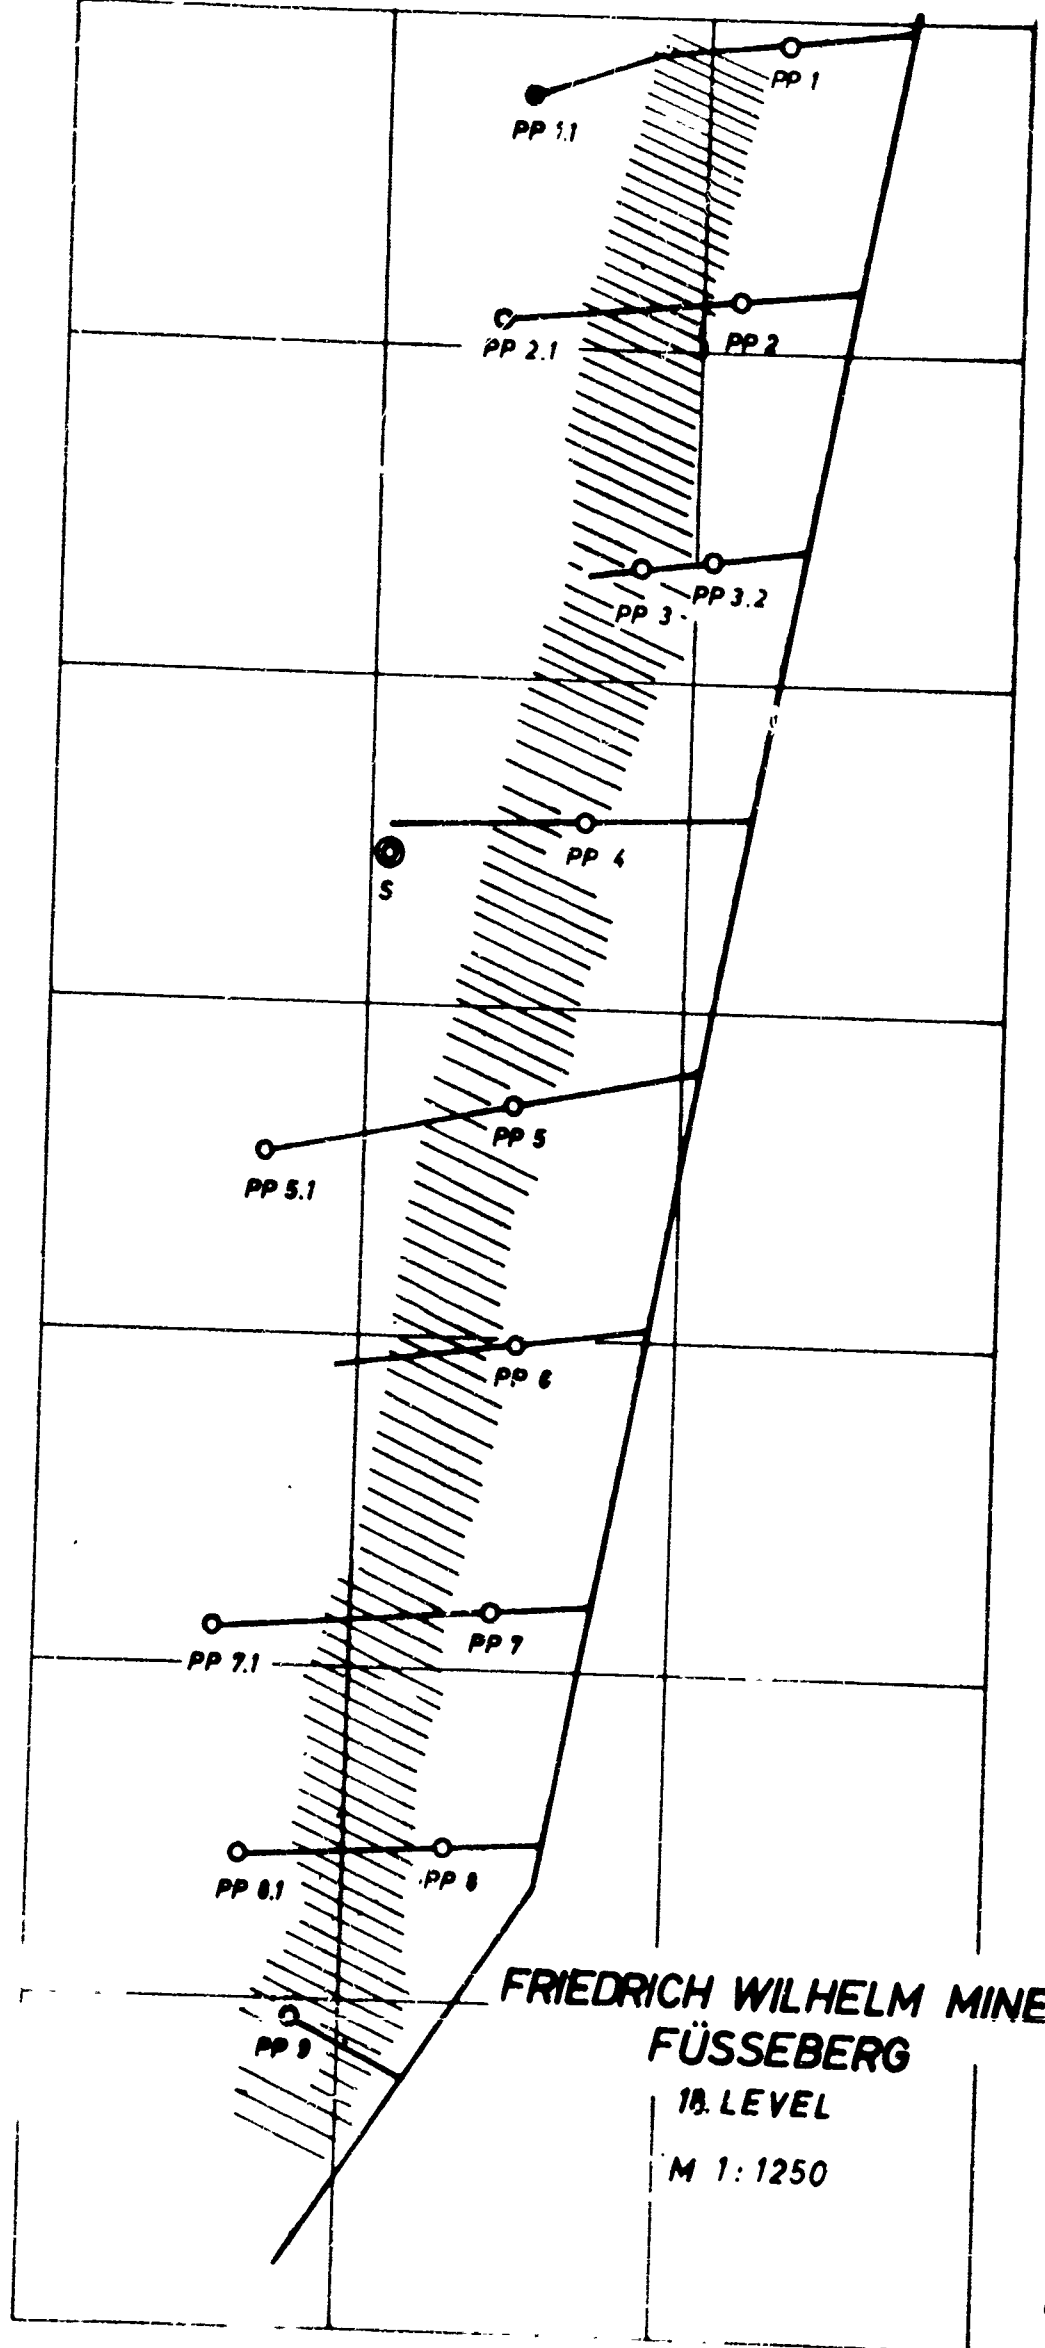 PP 1
PP 1.1
PP 2.1
PP 2
PP 3
PP 3.2
PP 4
S
PP 5
PP 5.1
PP 6
PP 7
PP 7.1
PP 8.1
PP 8
PP 9
FRIEDRICH WILHELM MINE
FÜSSEBERG
18. LEVEL
M 1:1250